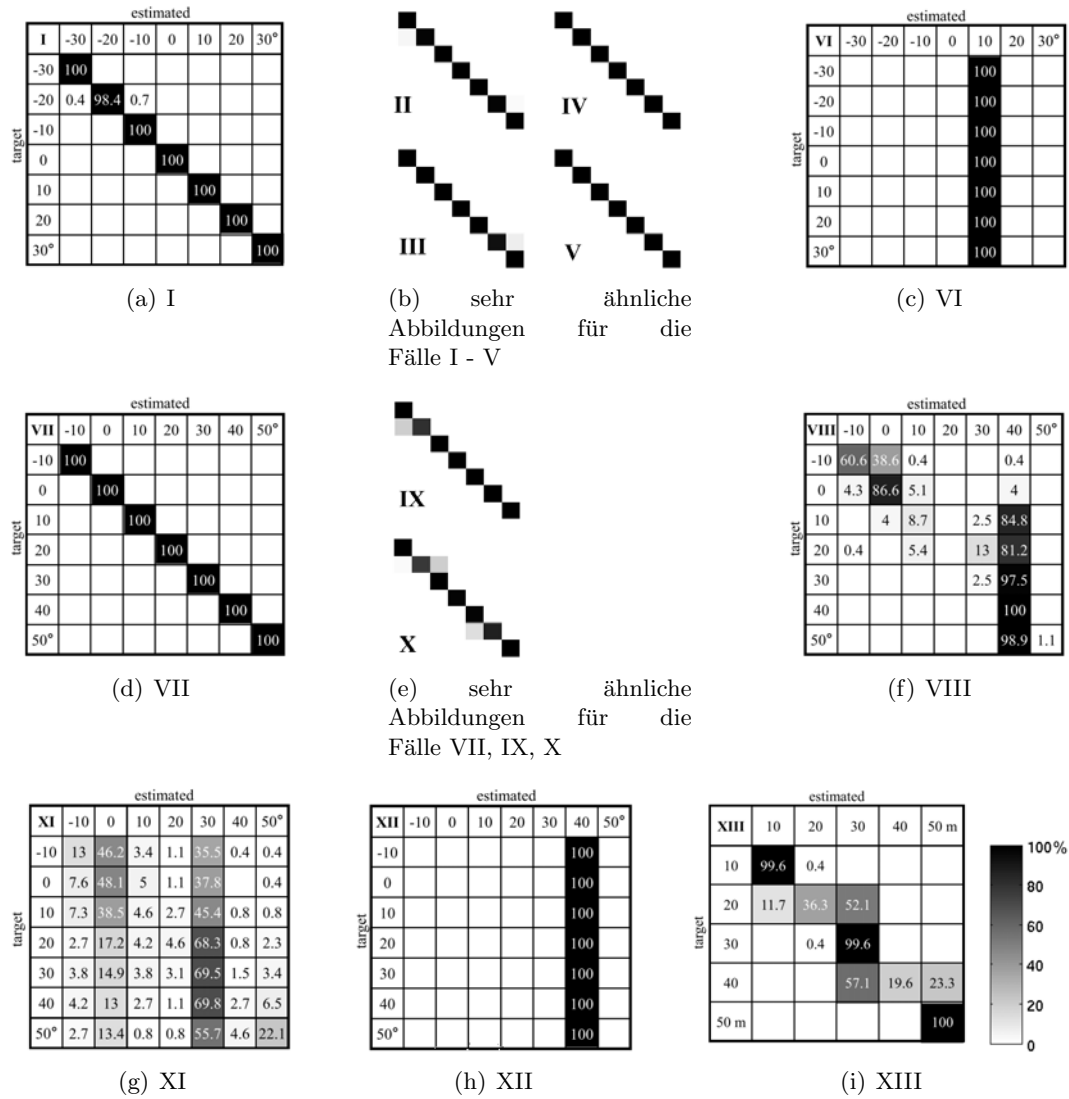 estimated
I -30 -20 -10 0 10 20 30°
target
-30 100
-20 0.4 98.4 0.7
-10 100
0 100
10 100
20 100
30° 100
(a) I
II
IV
III
V
(b) sehr ähnliche
Abbildungen für die
Fälle I - V
estimated
VI -30 -20 -10 0 10 20 30°
target
-30 100
-20 100
-10 100
0 100
10 100
20 100
30° 100
(c) VI
estimated
VII -10 0 10 20 30 40 50°
target
-10 100
0 100
10 100
20 100
30 100
40 100
50° 100
(d) VII
IX
X
(e) sehr ähnliche
Abbildungen für die
Fälle VII, IX, X
estimated
VIII -10 0 10 20 30 40 50°
target
-10 60.6 38.6 0.4 0.4
0 4.3 86.6 5.1 4
10 4 8.7 2.5 84.8
20 0.4 5.4 13 81.2
30 2.5 97.5
40 100
50° 98.9 1.1
(f) VIII
estimated
XI -10 0 10 20 30 40 50°
target
-10 13 46.2 3.4 1.1 35.5 0.4 0.4
0 7.6 48.1 5 1.1 37.8 0.4
10 7.3 38.5 4.6 2.7 45.4 0.8 0.8
20 2.7 17.2 4.2 4.6 68.3 0.8 2.3
30 3.8 14.9 3.8 3.1 69.5 1.5 3.4
40 4.2 13 2.7 1.1 69.8 2.7 6.5
50° 2.7 13.4 0.8 0.8 55.7 4.6 22.1
(g) XI
estimated
XII -10 0 10 20 30 40 50°
target
-10 100
0 100
10 100
20 100
30 100
40 100
50° 100
(h) XII
estimated
XIII 10 20 30 40 50 m
target
10 99.6 0.4
20 11.7 36.3 52.1
30 0.4 99.6
40 57.1 19.6 23.3
50 m 100
(i) XIII
100%
80
60
40
20
0